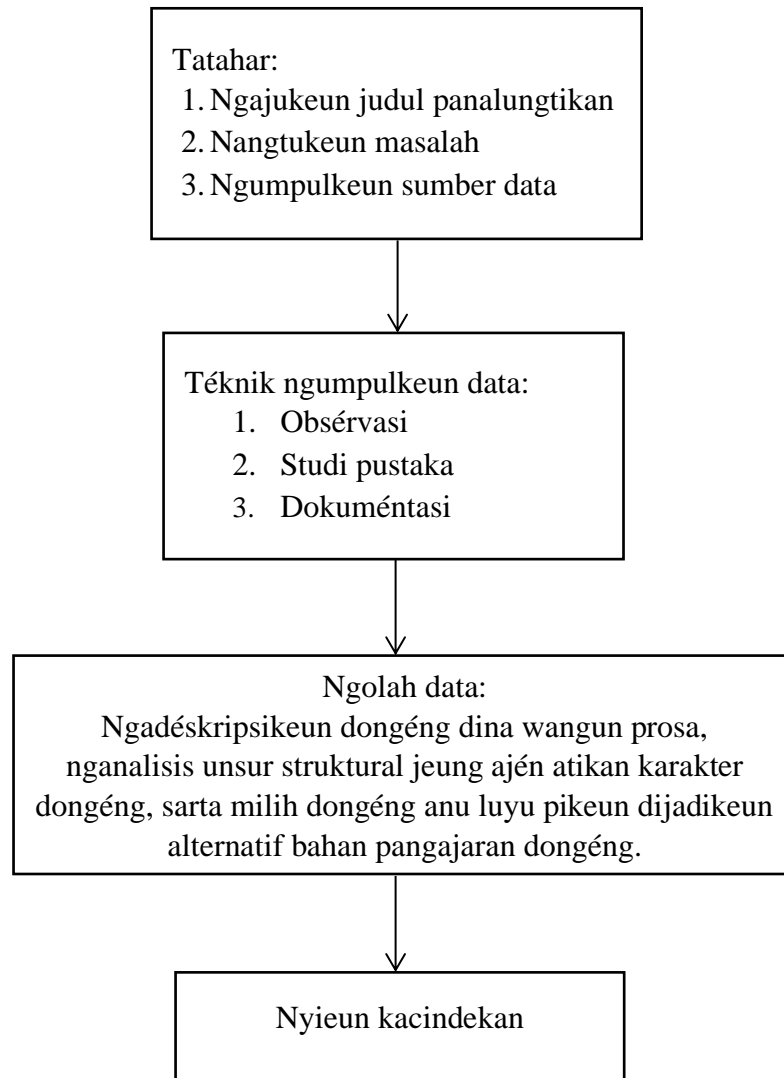 Tatahar:
1. Ngajukeun judul panalungtikan
2. Nangtukeun masalah
3. Ngumpulkeun sumber data
Téknik ngumpulkeun data:
1. Obsérvasi
2. Studi pustaka
3. Dokuméntasi
Ngolah data:
Ngadéskripsikeun dongéng dina wangun prosa,
nganalisis unsur struktural jeung ajén atikan karakter
dongéng, sarta milih dongéng anu luyu pikeun dijadikeun
alternatif bahan pangajaran dongéng.
Nyieun kacindekan